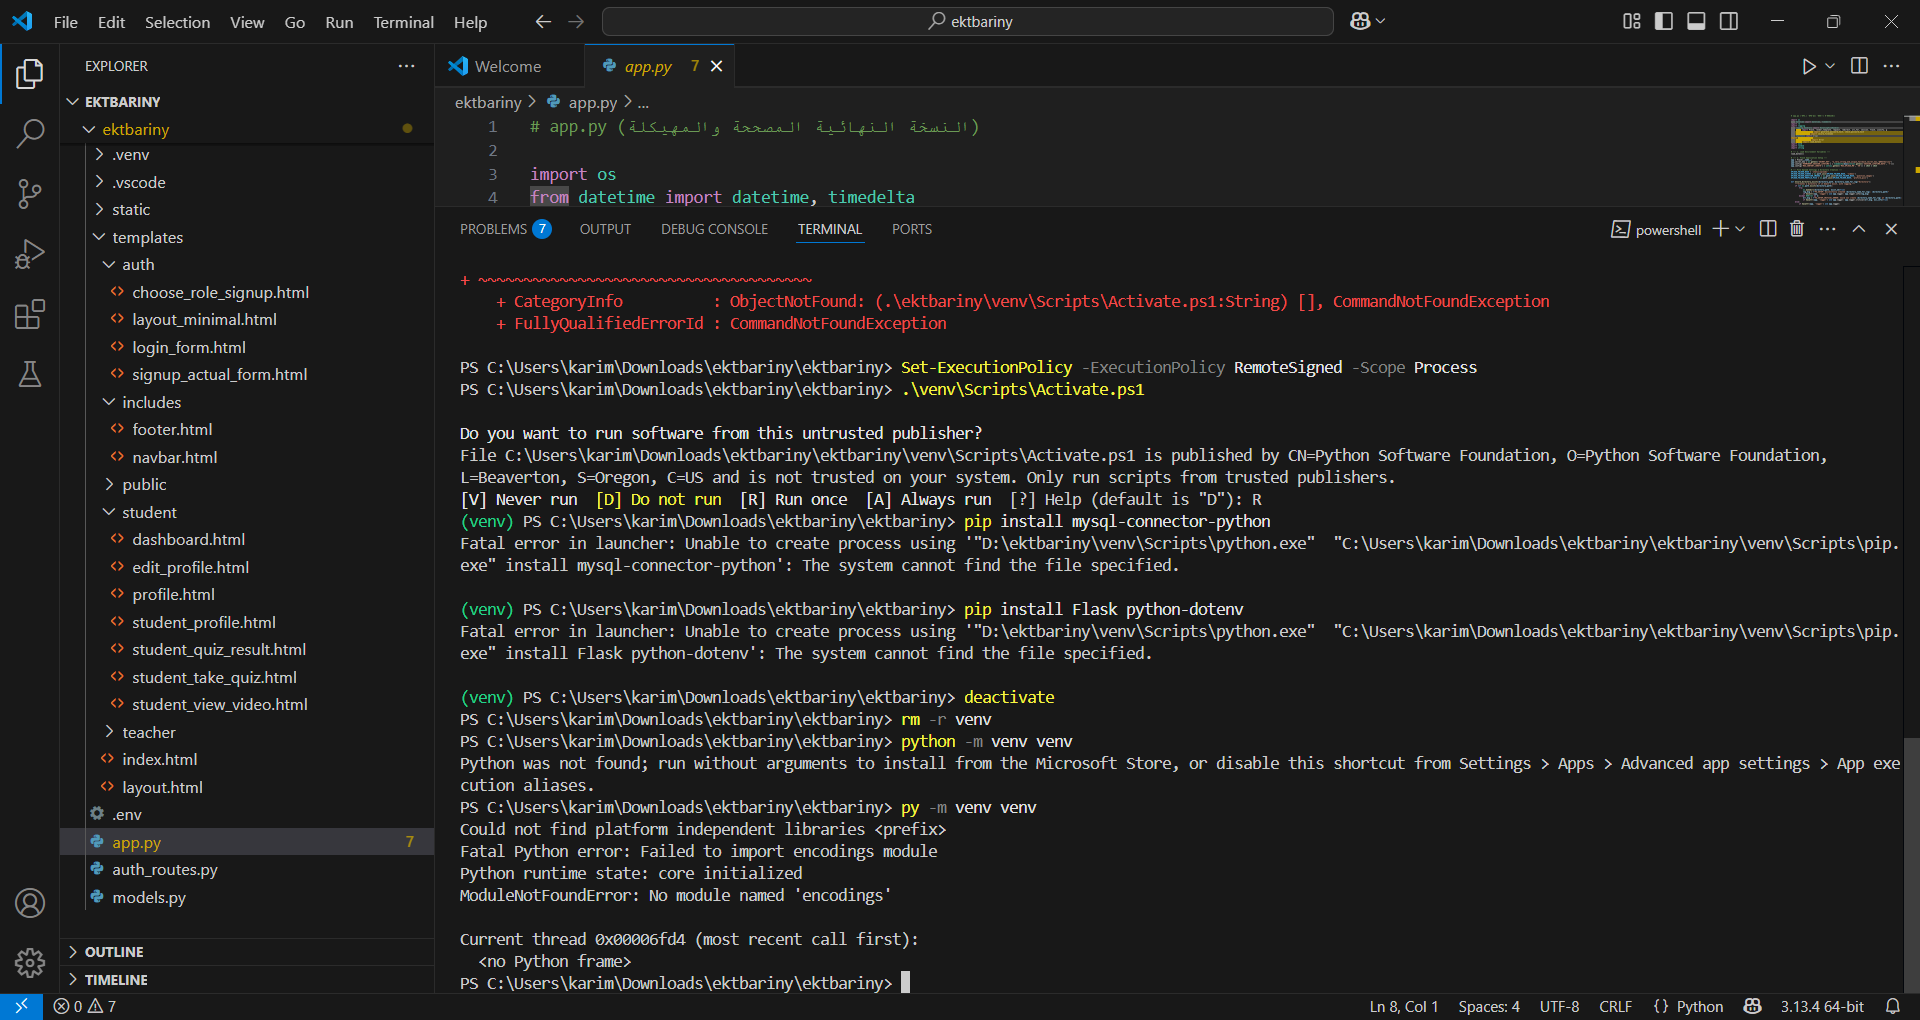 File Edit Selection View Go Run Terminal Help
ektbariny
EXPLORER
EKTBARINY
ektbariny
.venv
.vscode
static
templates
auth
choose_role_signup.html
layout_minimal.html
login_form.html
signup_actual_form.html
includes
footer.html
navbar.html
public
student
dashboard.html
edit_profile.html
profile.html
student_profile.html
student_quiz_result.html
student_take_quiz.html
student_view_video.html
teacher
index.html
layout.html
.env
app.py 7
auth_routes.py
models.py
OUTLINE
TIMELINE
Welcome
app.py 7
ektbariny > app.py > ...
1 # app.py (النسخة النهائية المصححة والمهيكلة)
2
3 import os
4 from datetime import datetime, timedelta
PROBLEMS 7 OUTPUT DEBUG CONSOLE TERMINAL PORTS
powershell
+ ~~~~~~~~~~~~~~~~~~~~~~~~~~~~~~~~~~~~~
+ CategoryInfo : ObjectNotFound: (.\ektbariny\venv\Scripts\Activate.ps1:String) [], CommandNotFoundException
+ FullyQualifiedErrorId : CommandNotFoundException
PS C:\Users\karim\Downloads\ektbariny\ektbariny> Set-ExecutionPolicy -ExecutionPolicy RemoteSigned -Scope Process
PS C:\Users\karim\Downloads\ektbariny\ektbariny> .\venv\Scripts\Activate.ps1
Do you want to run software from this untrusted publisher?
File C:\Users\karim\Downloads\ektbariny\ektbariny\venv\Scripts\Activate.ps1 is published by CN=Python Software Foundation, O=Python Software Foundation,
L=Beaverton, S=Oregon, C=US and is not trusted on your system. Only run scripts from trusted publishers.
[V] Never run [D] Do not run [R] Run once [A] Always run [?] Help (default is "D"): R
(venv) PS C:\Users\karim\Downloads\ektbariny\ektbariny> pip install mysql-connector-python
Fatal error in launcher: Unable to create process using '"D:\ektbariny\venv\Scripts\python.exe" "C:\Users\karim\Downloads\ektbariny\ektbariny\venv\Scripts\pip.
exe" install mysql-connector-python': The system cannot find the file specified.
(venv) PS C:\Users\karim\Downloads\ektbariny\ektbariny> pip install Flask python-dotenv
Fatal error in launcher: Unable to create process using '"D:\ektbariny\venv\Scripts\python.exe" "C:\Users\karim\Downloads\ektbariny\ektbariny\venv\Scripts\pip.
exe" install Flask python-dotenv': The system cannot find the file specified.
(venv) PS C:\Users\karim\Downloads\ektbariny\ektbariny> deactivate
PS C:\Users\karim\Downloads\ektbariny\ektbariny> rm -r venv
PS C:\Users\karim\Downloads\ektbariny\ektbariny> python -m venv venv
Python was not found; run without arguments to install from the Microsoft Store, or disable this shortcut from Settings > Apps > Advanced app settings > App exe
cution aliases.
PS C:\Users\karim\Downloads\ektbariny\ektbariny> py -m venv venv
Could not find platform independent libraries <prefix>
Fatal Python error: Failed to import encodings module
Python runtime state: core initialized
ModuleNotFoundError: No module named 'encodings'
Current thread 0x00006fd4 (most recent call first):
<no Python frame>
PS C:\Users\karim\Downloads\ektbariny\ektbariny>
0 7
Ln 8, Col 1 Spaces: 4 UTF-8 CRLF {} Python 3.13.4 64-bit